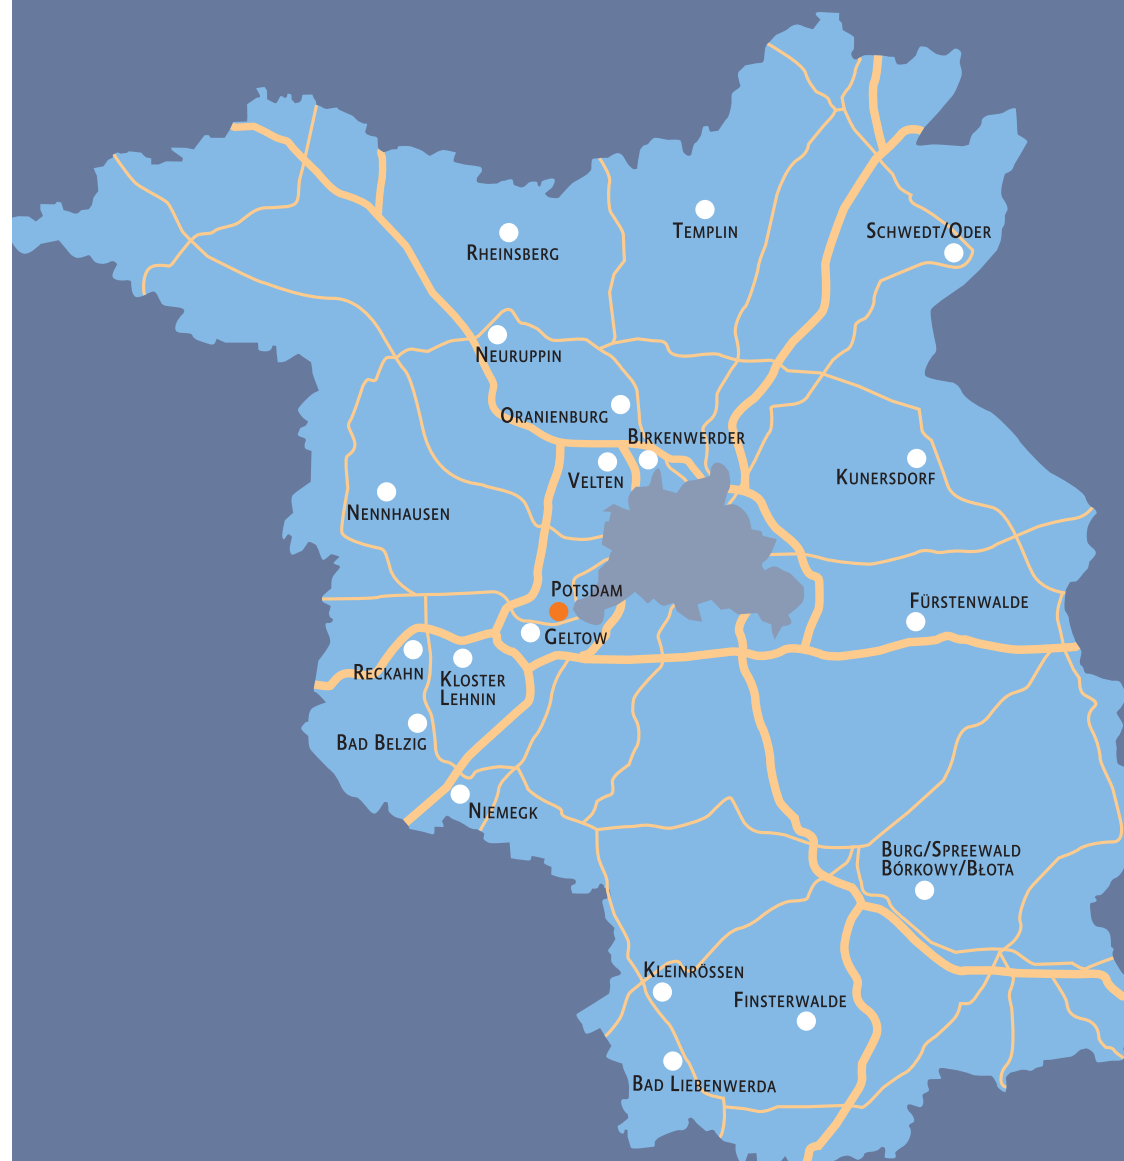 Templin
Schwedt/Oder
Rheinsberg
Neuruppin
Oranienburg
Birkenwerder
Velten
Kunersdorf
Nennhausen
Potsdam
Fürstenwalde
Geltow
Reckahn
Kloster
Lehnin
Bad Belzig
Niemegk
Burg/Spreewald
Bórkowy/Błota
Kleinrössen
Finsterwalde
Bad Liebenwerda